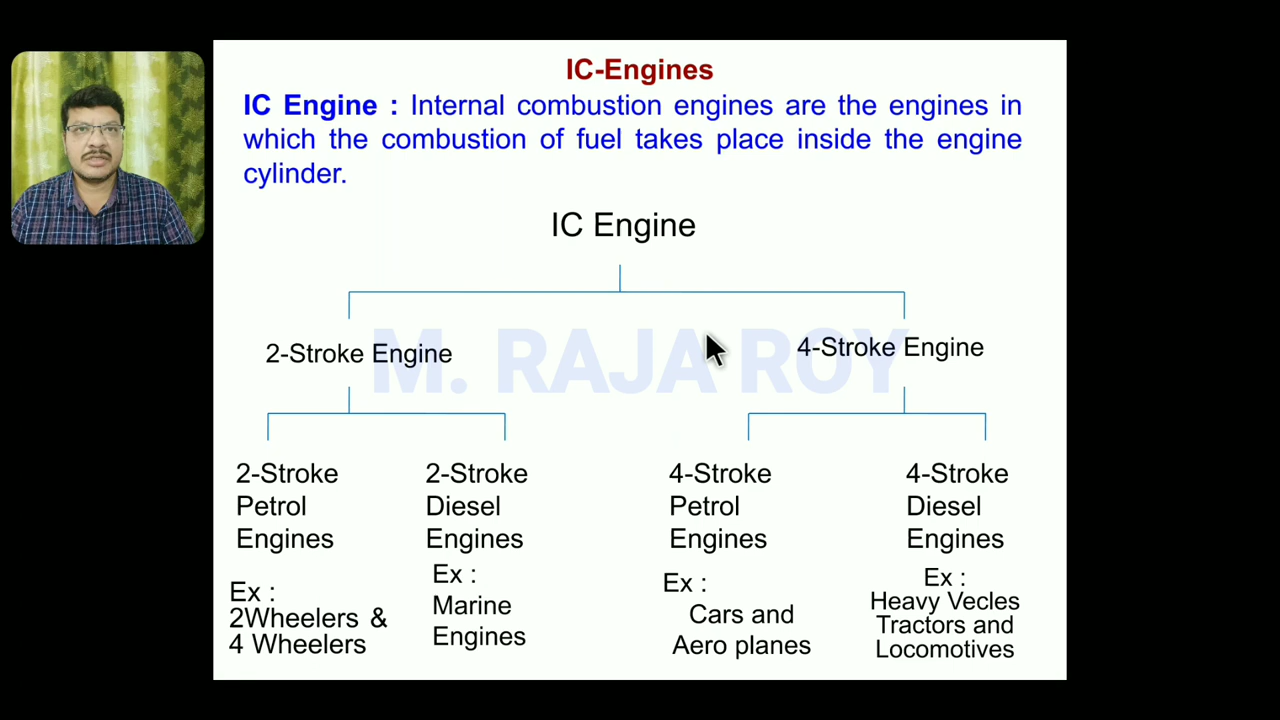 IC-Engines
IC Engine : Internal combustion engines are the engines in
which the combustion of fuel takes place inside the engine
cylinder.
IC Engine
M. RAJA ROY
2-Stroke Engine
4-Stroke Engine
2-Stroke
Petrol
Engines
Ex :
2Wheelers &
4 Wheelers
2-Stroke
Diesel
Engines
Ex :
Marine
Engines
4-Stroke
Petrol
Engines
Ex :
Cars and
Aero planes
4-Stroke
Diesel
Engines
Ex :
Heavy Vecles
Tractors and
Locomotives